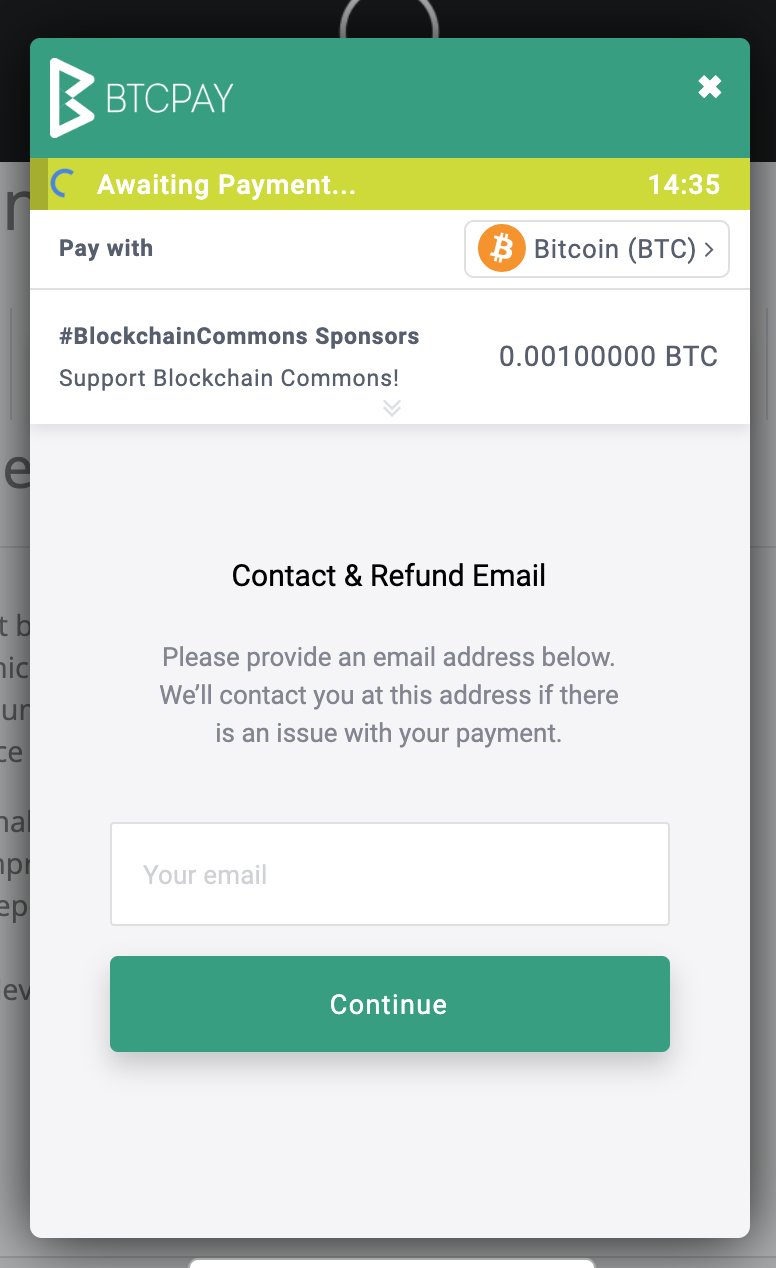 BTCPAY
Awaiting Payment... 14:35
Pay with Bitcoin (BTC)
#BlockchainCommons Sponsors
0.00100000 BTC
Support Blockchain Commons!
Contact & Refund Email
Please provide an email address below.
We’ll contact you at this address if there
is an issue with your payment.
Your email
Continue